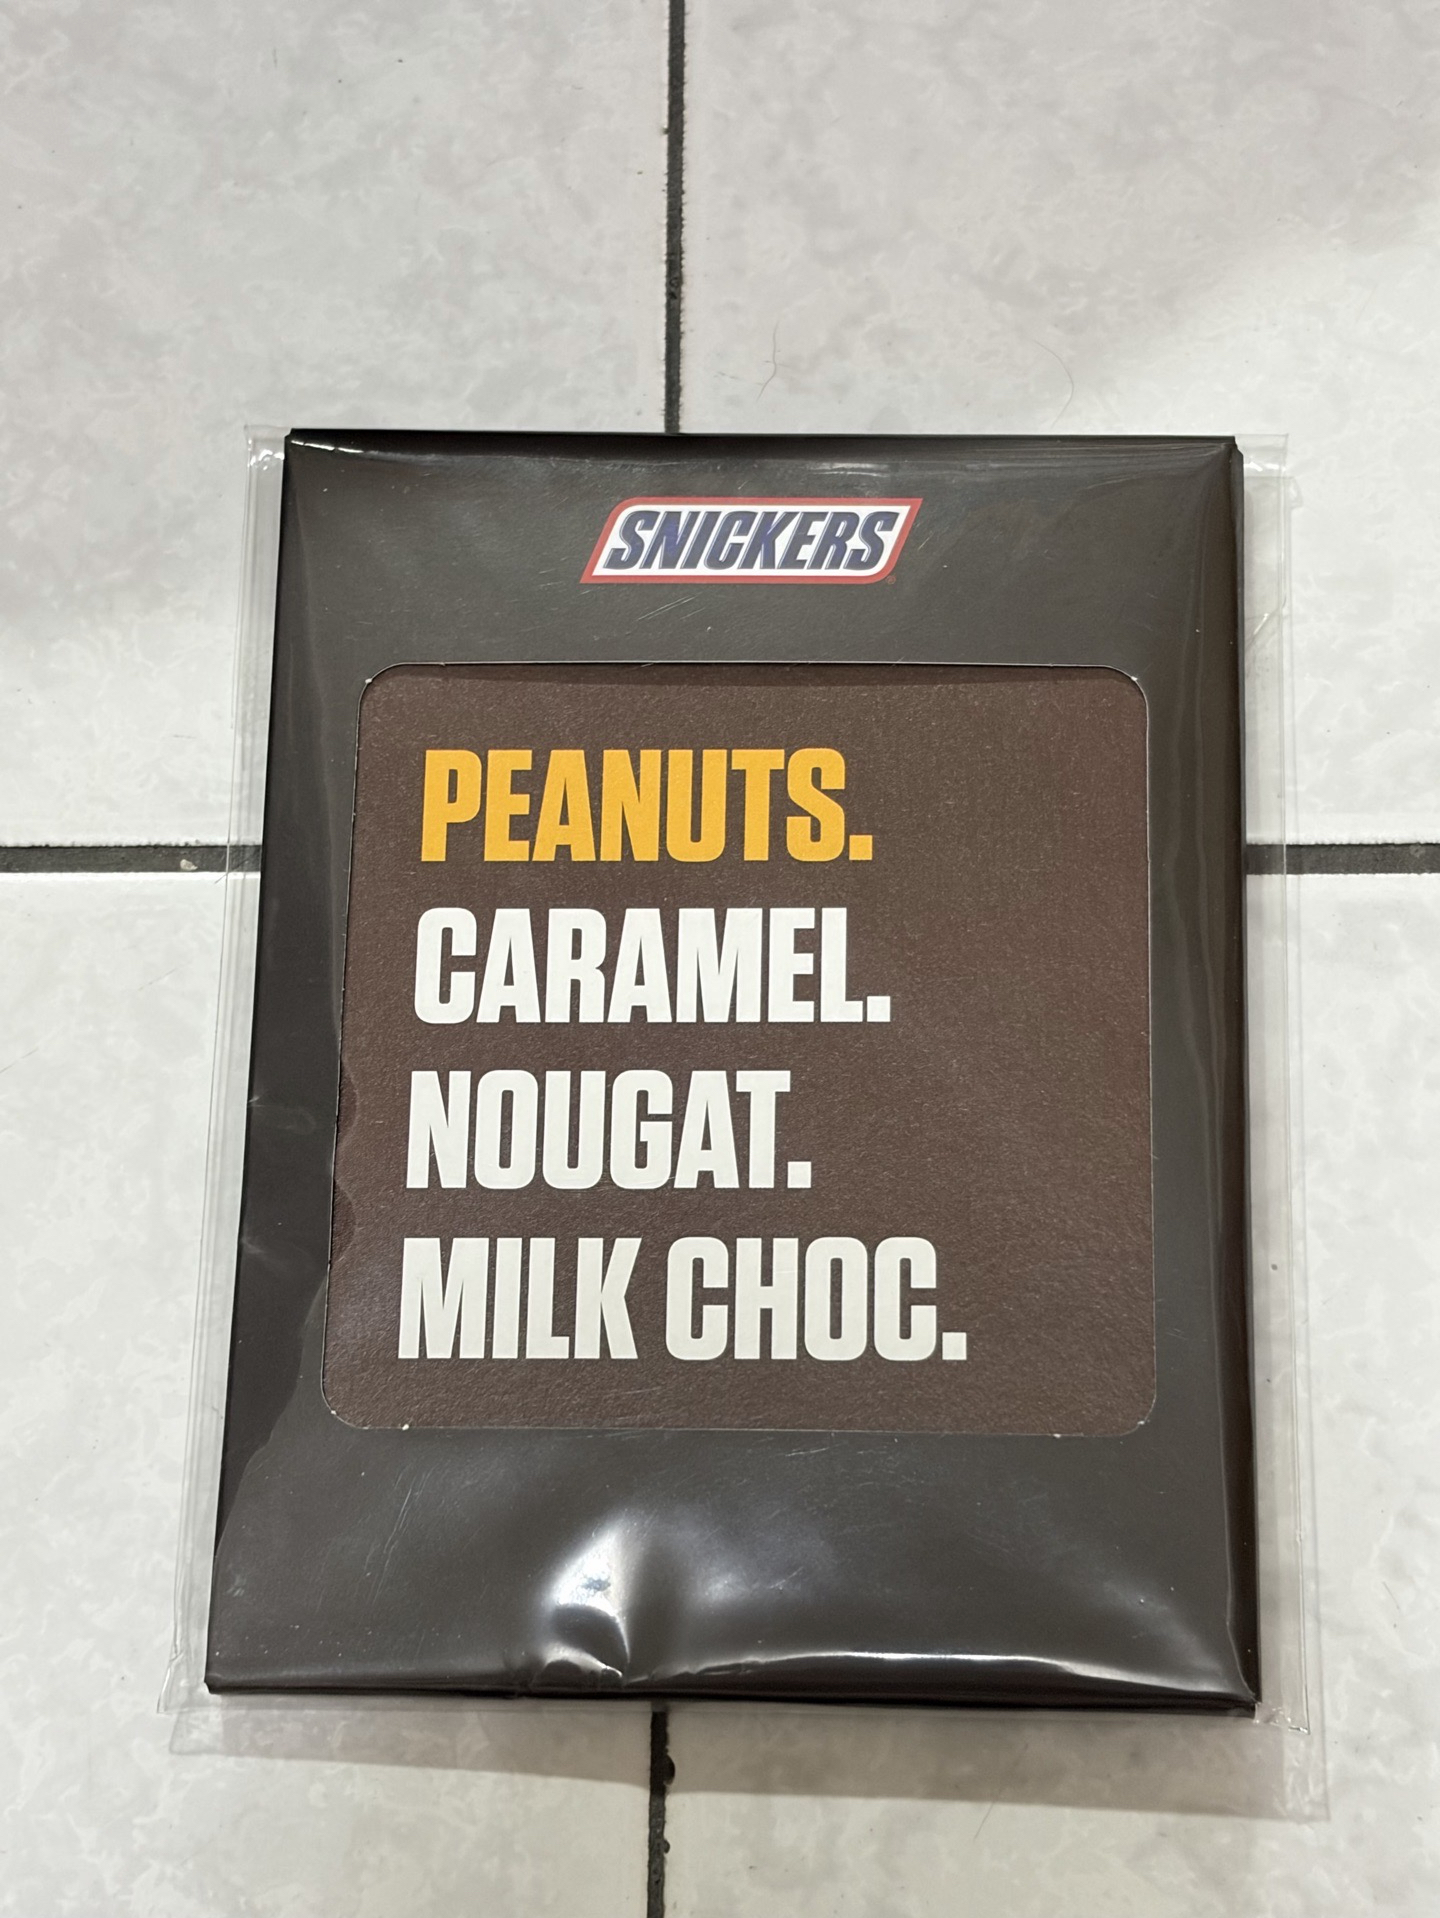 SNICKERS
PEANUTS.
CARAMEL.
NOUGAT.
MILK CHOC.